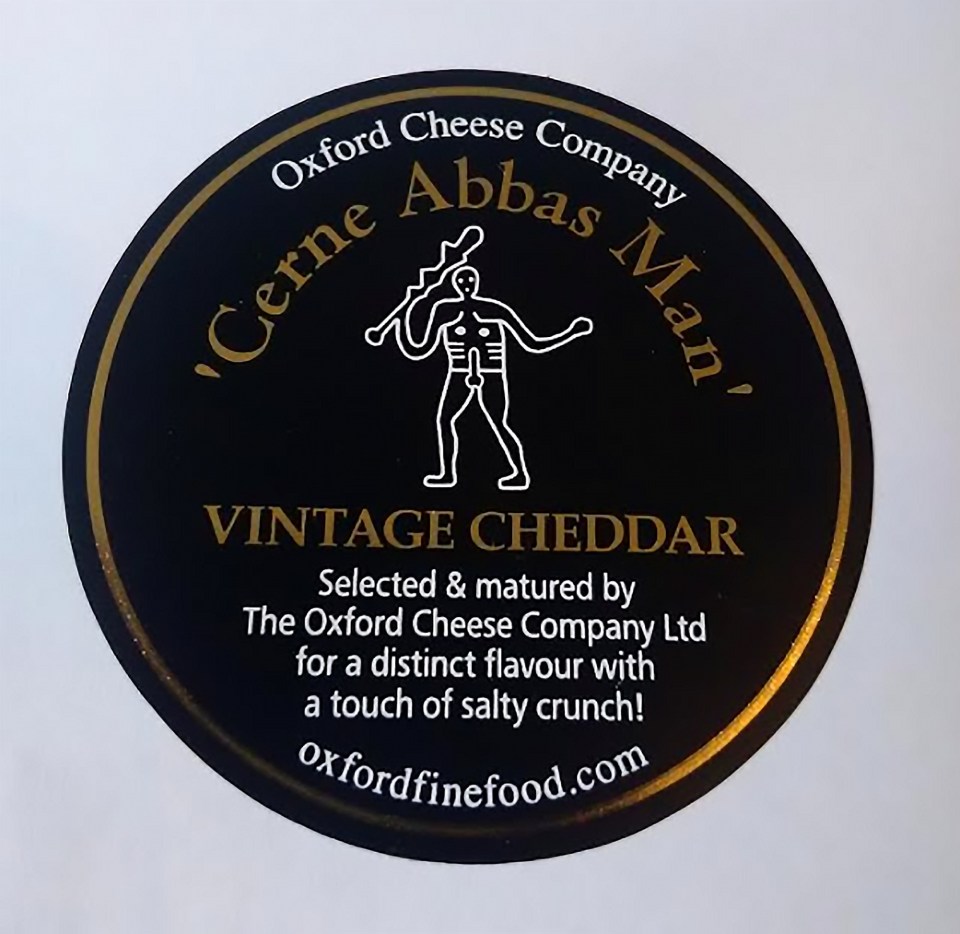 Oxford Cheese Company
'Cerne Abbas Man'
VINTAGE CHEDDAR
Selected & matured by
The Oxford Cheese Company Ltd
for a distinct flavour with
a touch of salty crunch!
oxfordfinefood.com